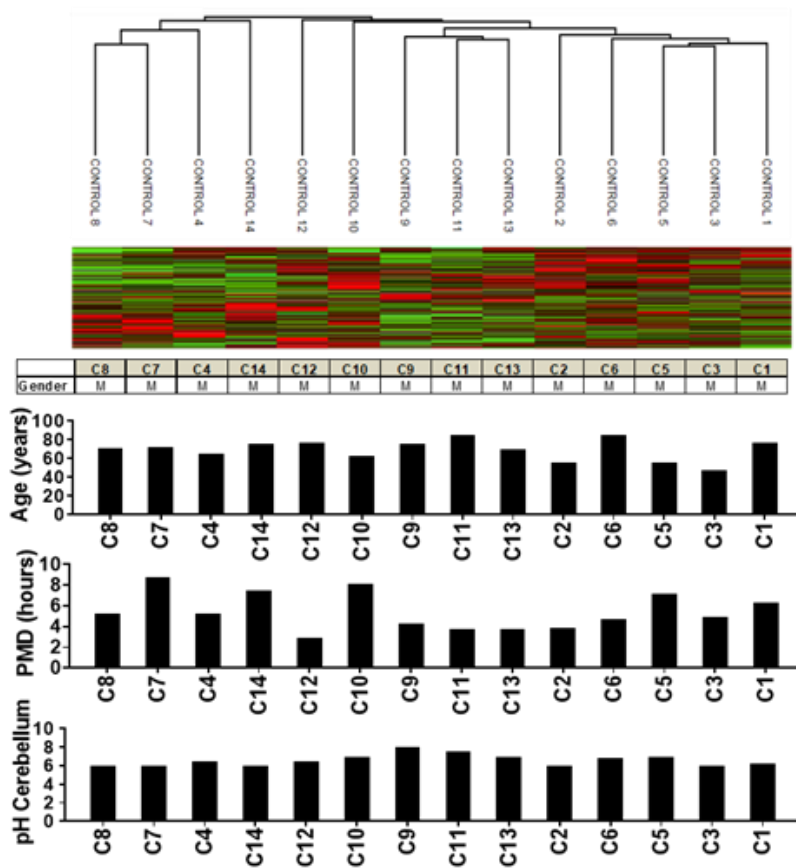 CONTROL 8 CONTROL 7 CONTROL 4 CONTROL 14 CONTROL 12 CONTROL 10 CONTROL 9 CONTROL 11 CONTROL 13 CONTROL 2 CONTROL 6 CONTROL 5 CONTROL 3 CONTROL 1
C8 C7 C4 C14 C12 C10 C9 C11 C13 C2 C6 C5 C3 C1
Gender M M M M M M M M M M M M M M
Age (years)
100
80
60
40
20
0
C8 C7 C4 C14 C12 C10 C9 C11 C13 C2 C6 C5 C3 C1
PMD (hours)
10
8
6
4
2
0
C8 C7 C4 C14 C12 C10 C9 C11 C13 C2 C6 C5 C3 C1
pH Cerebellum
10
8
6
4
2
0
C8 C7 C4 C14 C12 C10 C9 C11 C13 C2 C6 C5 C3 C1